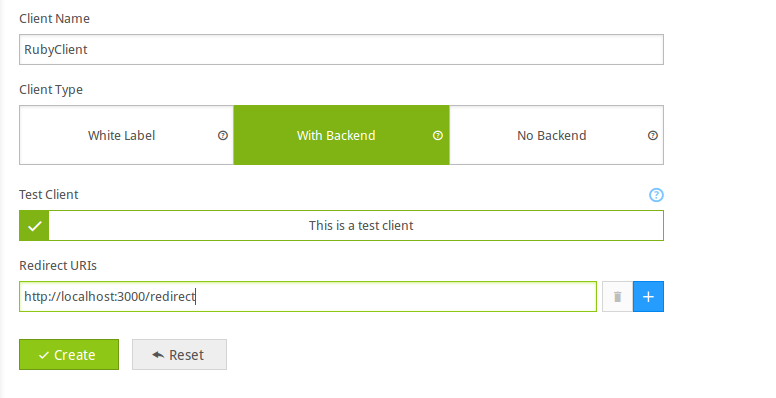 Client Name
RubyClient
Client Type
White Label ? With Backend ? No Backend ?
Test Client ?
This is a test client
Redirect URIs
http://localhost:3000/redirect
Create Reset